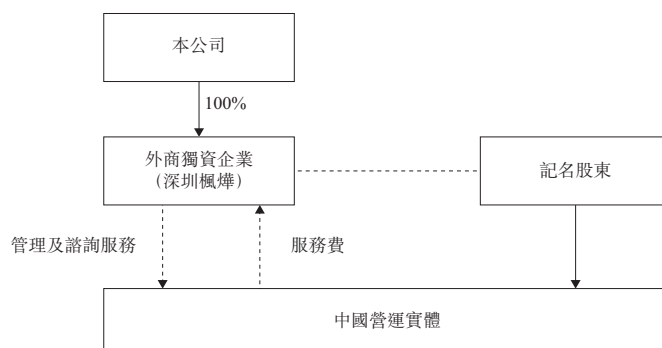 本公司
100%
外商獨資企業
(深圳楓燁)
記名股東
管理及諮詢服務
服務費
中國營運實體